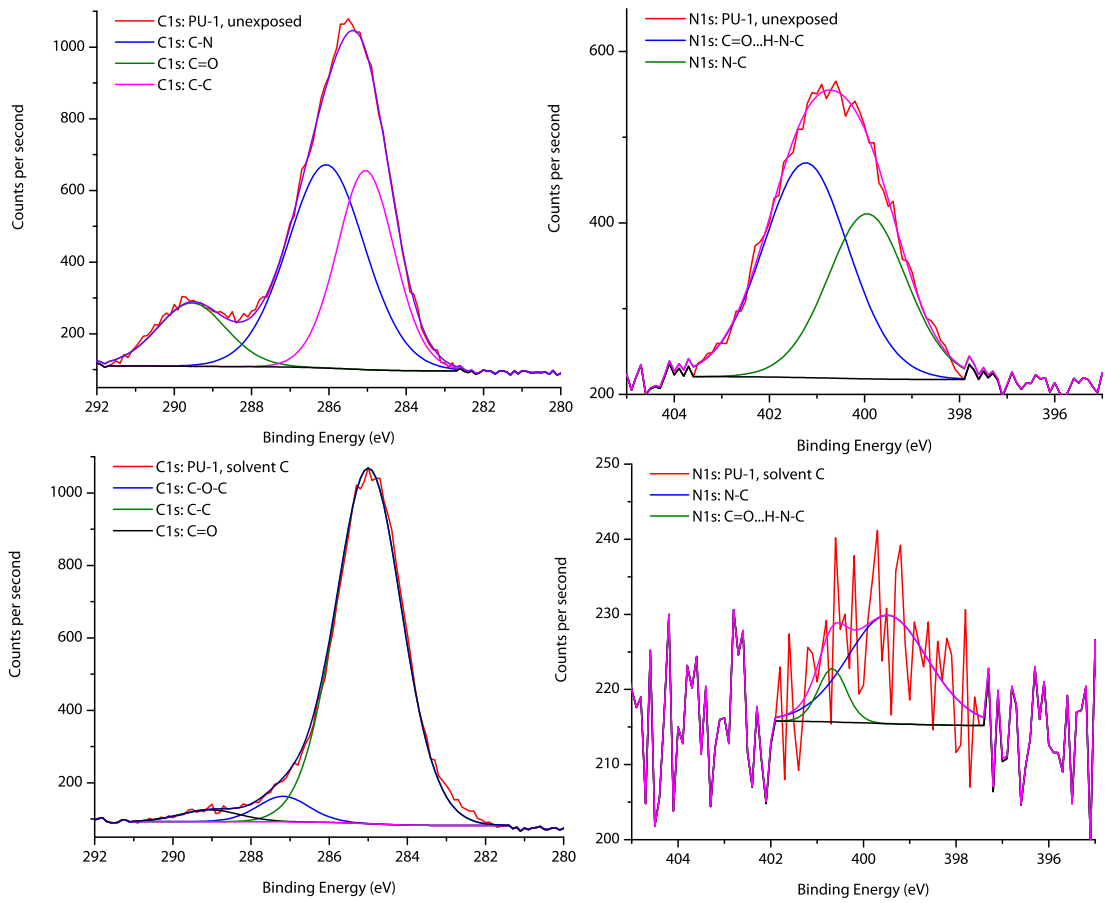 C1s: PU-1, unexposed
C1s: C-N
C1s: C=O
C1s: C-C
1000
800
600
400
200
Counts per second
292
290
288
286
284
282
280
Binding Energy (eV)
N1s: PU-1, unexposed
N1s: C=O...H-N-C
N1s: N-C
600
400
200
Counts per second
404
402
400
398
396
Binding Energy (eV)
C1s: PU-1, solvent C
C1s: C-O-C
C1s: C-C
C1s: C=O
1000
800
600
400
200
Counts per second
292
290
288
286
284
282
280
Binding Energy (eV)
N1s: PU-1, solvent C
N1s: N-C
N1s: C=O...H-N-C
250
240
230
220
210
200
Counts per second
404
402
400
398
396
Binding Energy (eV)